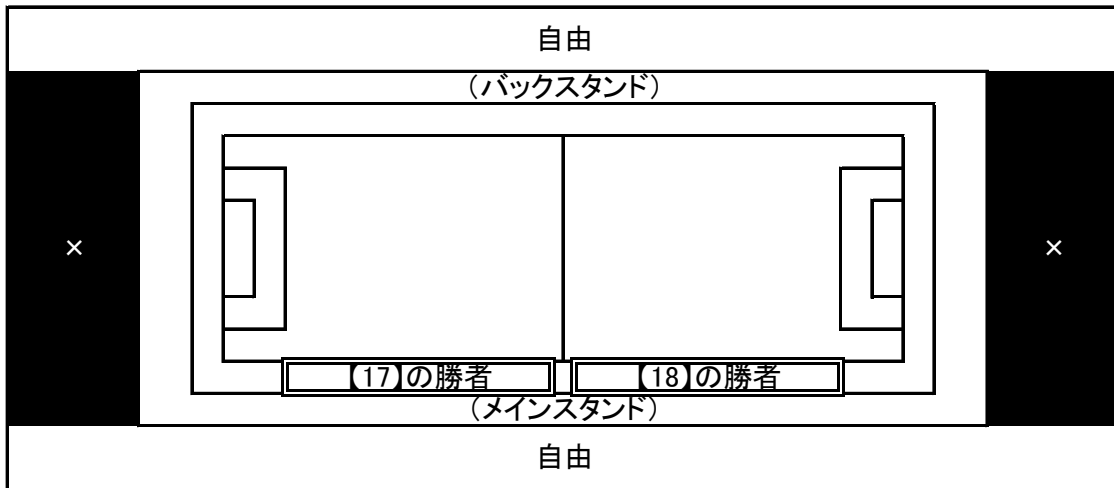 自由
(バックスタンド)
×
×
【17】の勝者
【18】の勝者
(メインスタンド)
自由